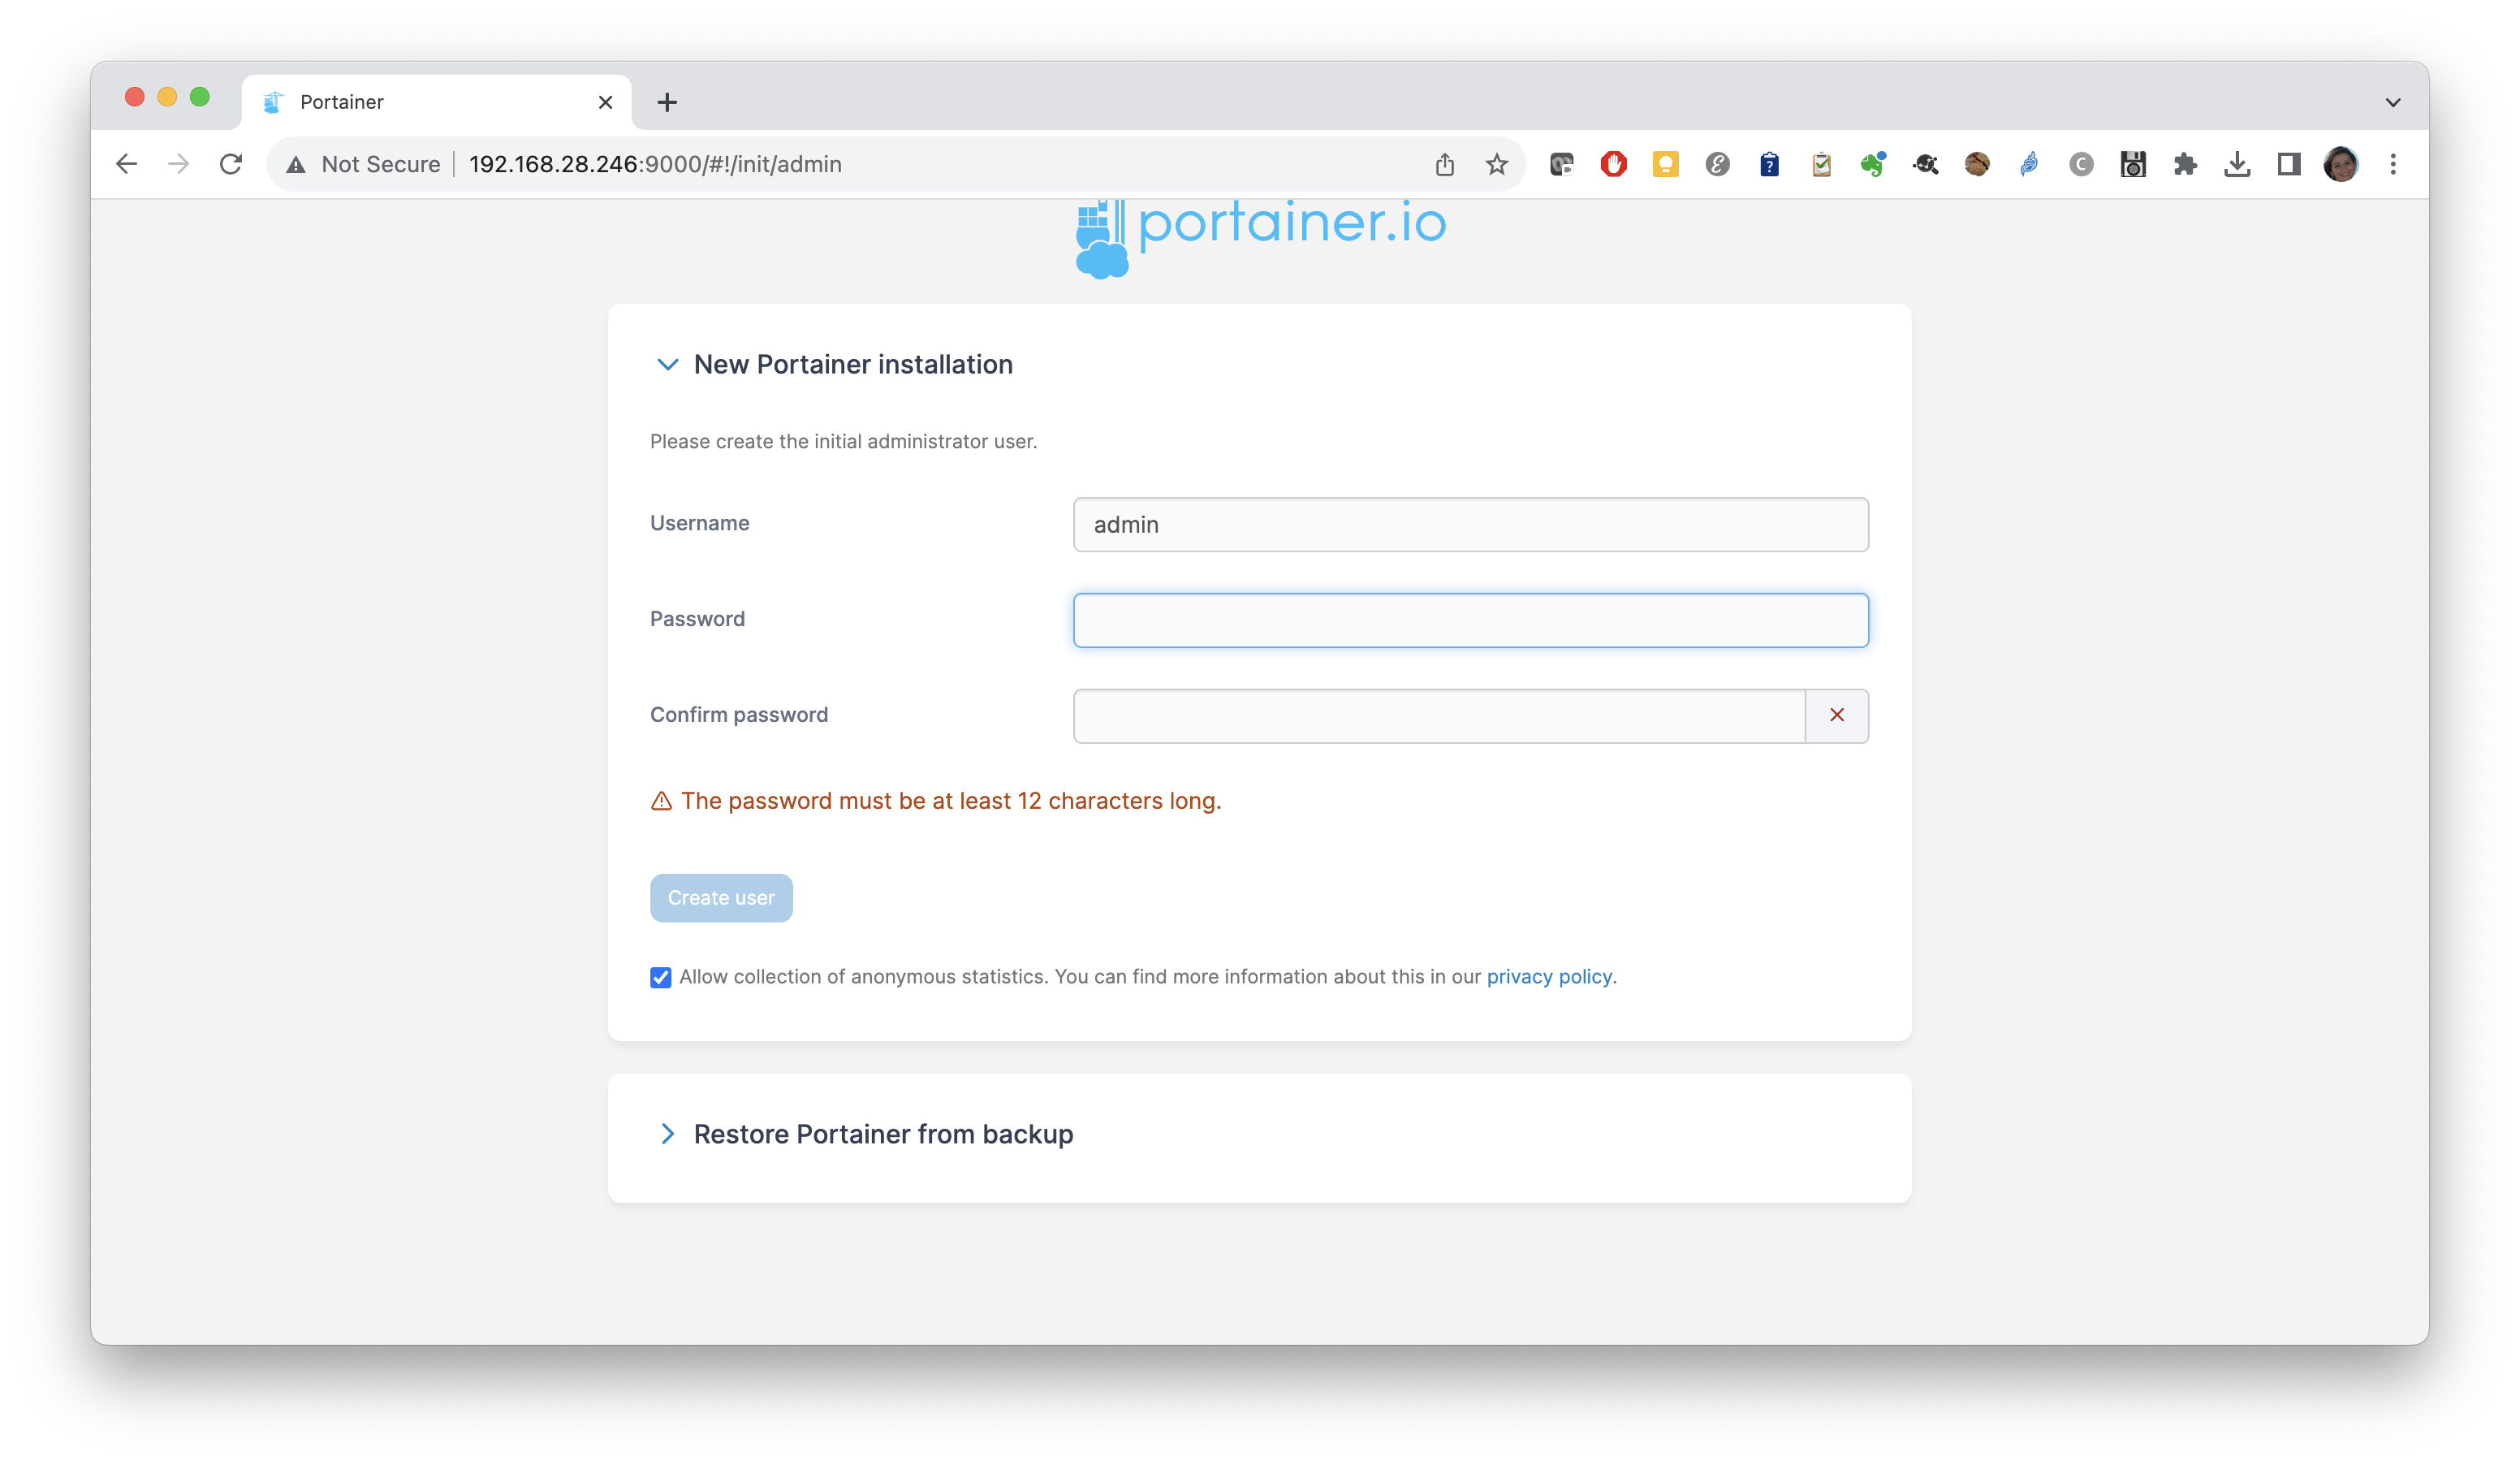 Portainer
Not Secure 192.168.28.246:9000/#!/init/admin
portainer.io
New Portainer installation
Please create the initial administrator user.
Username admin
Password
Confirm password
The password must be at least 12 characters long.
Create user
Allow collection of anonymous statistics. You can find more information about this in our privacy policy.
Restore Portainer from backup